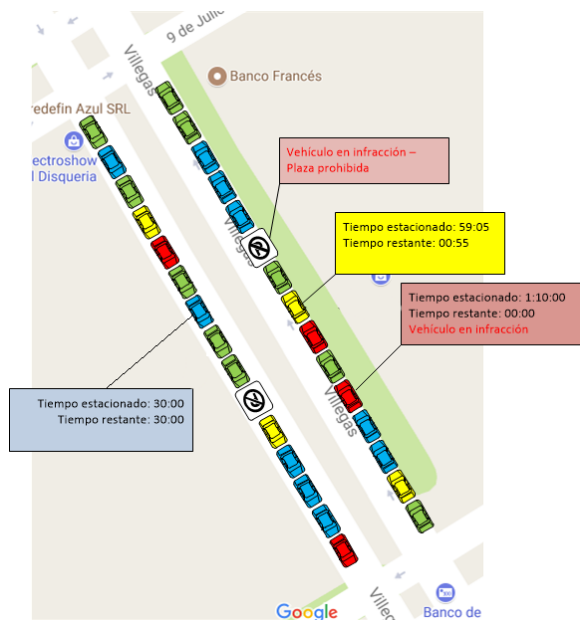 9 de Julio
Villegas
Banco Francés
redefin Azul SRL
ectroshow
l Disqueria
Vehículo en infracción –
Plaza prohibida
Villegas
Tiempo estacionado: 59:05
Tiempo restante: 00:55
Tiempo estacionado: 1:10:00
Tiempo restante: 00:00
Vehículo en infracción
Tiempo estacionado: 30:00
Tiempo restante: 30:00
Villegas
Google
Villegas
Banco de